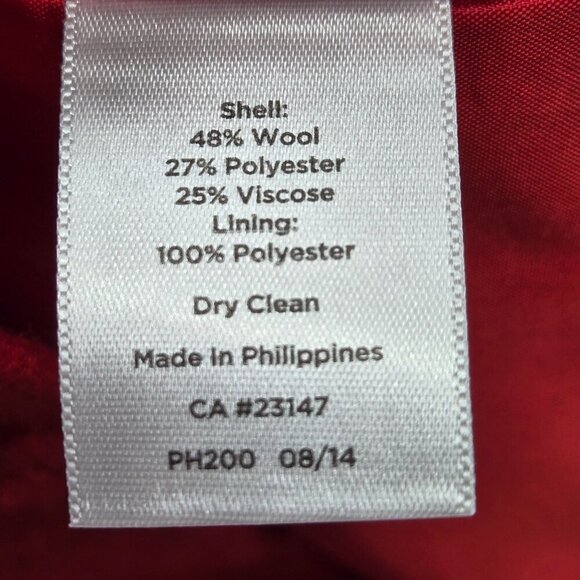 Shell:
48% Wool
27% Polyester
25% Viscose
Lining:
100% Polyester
Dry Clean
Made in Philippines
CA #23147
PH200 08/14